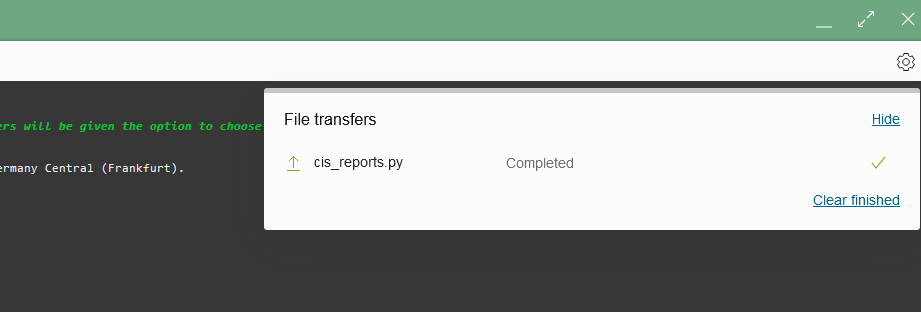 File transfers
Hide
ers will be given the option to choose
cis_reports.py Completed
ermany Central (Frankfurt).
Clear finished